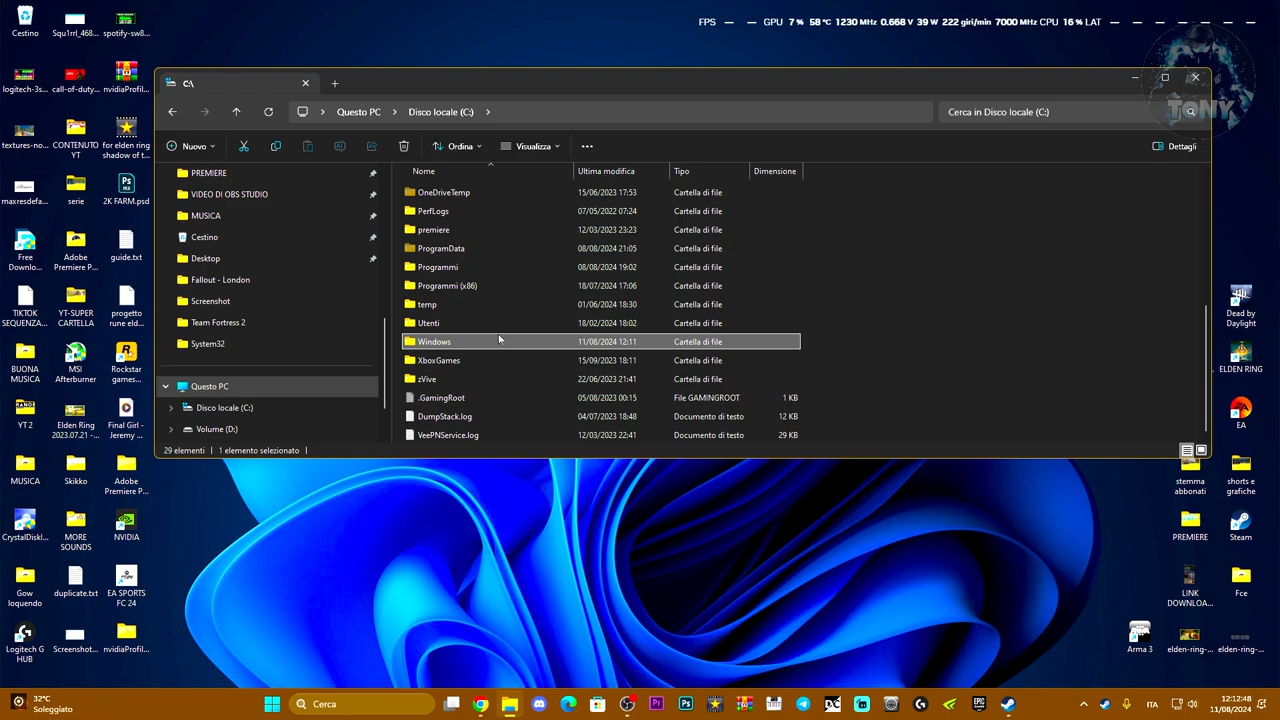 FPS — — GPU 7 % 58 °C 1230 MHz 0.668 V 39 W 222 giri/min 7000 MHz CPU 16 % LAT — — — — — —
Cestino
Squ1rrl_468...
spotify-sw8...
logitech-3s...
call-of-duty...
nvidiaProfil...
textures-no...
CONTENUTO YT
for elden ring shadow of t...
maxresdefa...
serie
2K FARM.psd
Free Downlo...
Adobe Premiere P...
guide.txt
TIKTOK SEQUENZA...
YT-SUPER CARTELLA
progetto rune eld...
BUONA MUSICA
MSI Afterburner
Rockstar games...
YT 2
Elden Ring 2023.07.21 -...
Final Girl - Jeremy ...
MUSICA
Skikko
Adobe Premiere P...
CrystalDiskI...
MORE SOUNDS
NVIDIA
Gow loquendo
duplicate.txt
EA SPORTS FC 24
Logitech G HUB
Screenshot...
nvidiaProfil...
TONY
C:\
Questo PC
Disco locale (C:)
Cerca in Disco locale (C:)
Nuovo
Ordina
Visualizza
Dettagli
PREMIERE
VIDEO DI OBS STUDIO
MUSICA
Cestino
Desktop
Fallout - London
Screenshot
Team Fortress 2
System32
Questo PC
Disco locale (C:)
Volume (D:)
Nome Ultima modifica Tipo Dimensione
OneDriveTemp 15/06/2023 17:53 Cartella di file
PerfLogs 07/05/2022 07:24 Cartella di file
premiere 12/03/2023 23:23 Cartella di file
ProgramData 08/08/2024 21:05 Cartella di file
Programmi 08/08/2024 19:02 Cartella di file
Programmi (x86) 18/07/2024 17:06 Cartella di file
temp 01/06/2024 18:30 Cartella di file
Utenti 18/02/2024 18:02 Cartella di file
Windows 11/08/2024 12:11 Cartella di file
XboxGames 15/09/2023 18:11 Cartella di file
zVive 22/06/2023 21:41 Cartella di file
.GamingRoot 05/08/2023 00:15 File GAMINGROOT 1 KB
DumpStack.log 04/07/2023 18:48 Documento di testo 12 KB
VeePNService.log 12/03/2023 22:41 Documento di testo 29 KB
29 elementi
1 elemento selezionato
Dead by Daylight
ELDEN RING
EA
stemma abbonati
shorts e grafiche
PREMIERE
Steam
LINK DOWNLOA...
Fce
Arma 3
elden-ring-...
elden-ring-...
32°C
Soleggiato
Cerca
ITA
12:12:48
11/08/2024